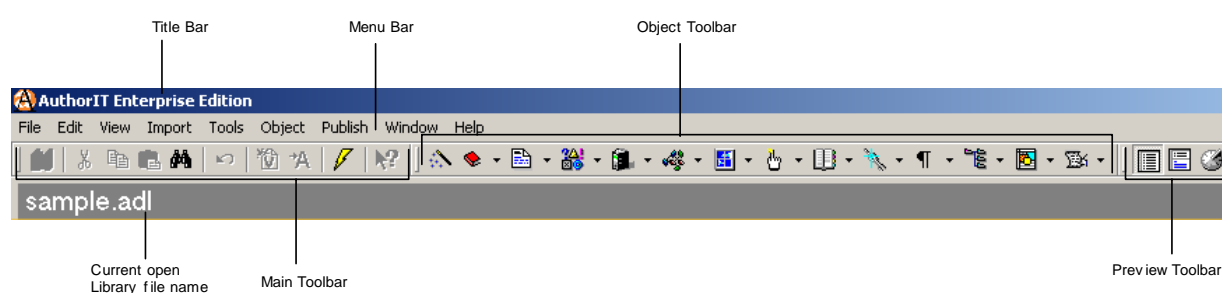 Title Bar Menu Bar Object Toolbar
AuthorIT Enterprise Edition
File Edit View Import Tools Object Publish Window Help
sample.adl
Current open
Library file name
Main Toolbar
Preview Toolbar